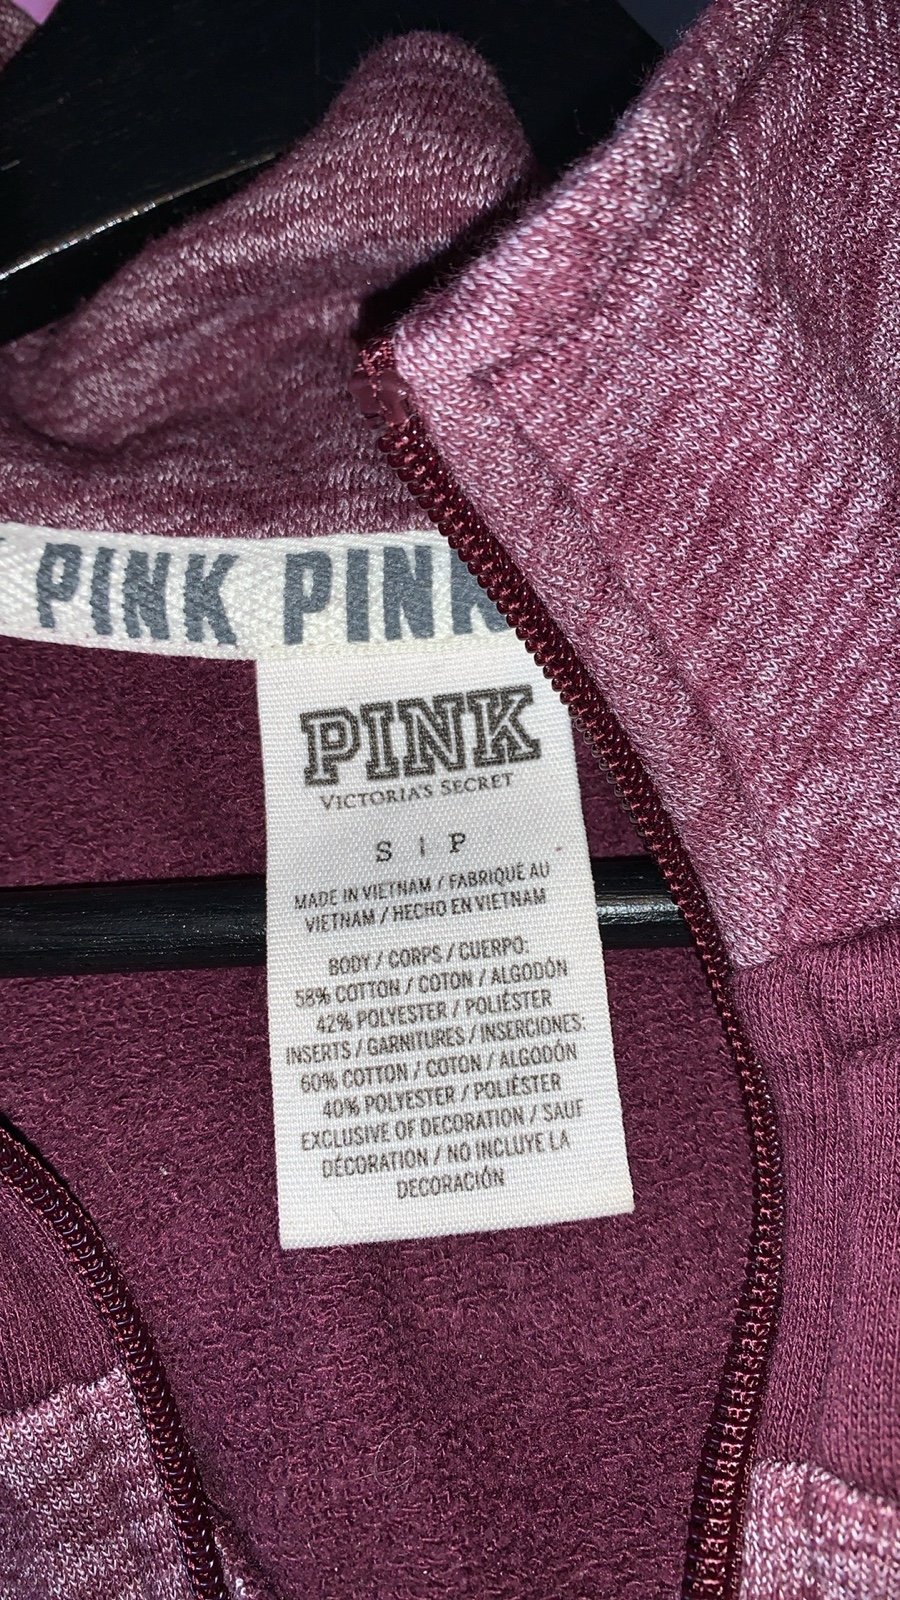 PINK PINK
PINK
VICTORIA'S SECRET
S | P
MADE IN VIETNAM / FABRIQUÉ AU
VIETNAM / HECHO EN VIETNAM
BODY / CORPS / CUERPO:
58% COTTON / COTON / ALGODÓN
42% POLYESTER / POLIÉSTER
INSERTS / GARNITURES / INSERCIONES:
60% COTTON / COTON / ALGODÓN
40% POLYESTER / POLIÉSTER
EXCLUSIVE OF DECORATION / SAUF
DÉCORATION / NO INCLUYE LA
DECORACIÓN